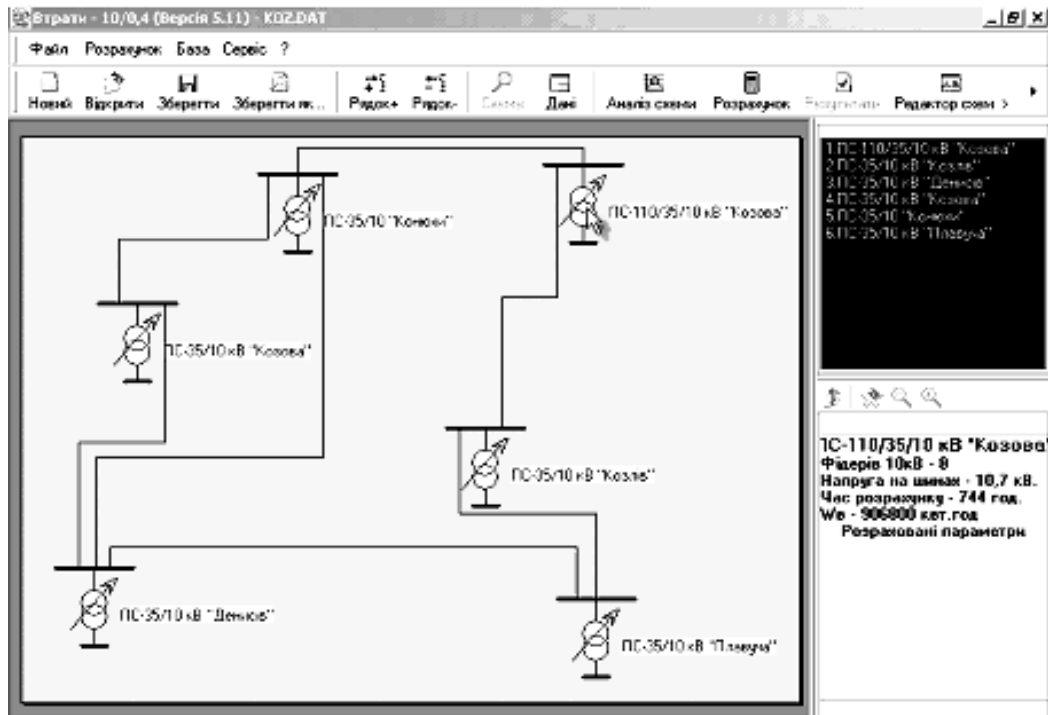 Втрати - 10/0,4 (Версія 5.11) - KOZ.DAT
Файл Розрахунок База Сервіс ?
Новий Відкрити Зберегти Зберегти як... Рядок+ Рядок- Дані Аналіз схеми Розрахунок Результати Редактор схем >
ПС-35/10 "Конюхи"
ПС-110/35/10 кВ "Козова"
ПС-35/10 кВ "Козова"
ПС-35/10 кВ "Козлів"
ПС-35/10 кВ "Денисів"
ПС-35/10 кВ "Плавуча"
1.ПС-110/35/10 кВ "Козова"
2.ПС-35/10 кВ "Козлів"
3.ПС-35/10 кВ "Денисів"
4.ПС-35/10 кВ "Козова"
5.ПС-35/10 "Конюхи"
6.ПС-35/10 кВ "Плавуча"
ПС-110/35/10 кВ "Козова"
Фідерів 10кВ - 8
Напруга на шинах - 10,7 кВ.
Час розрахунку - 744 год.
Wв - 906800 квт.год
Розраховані параметри